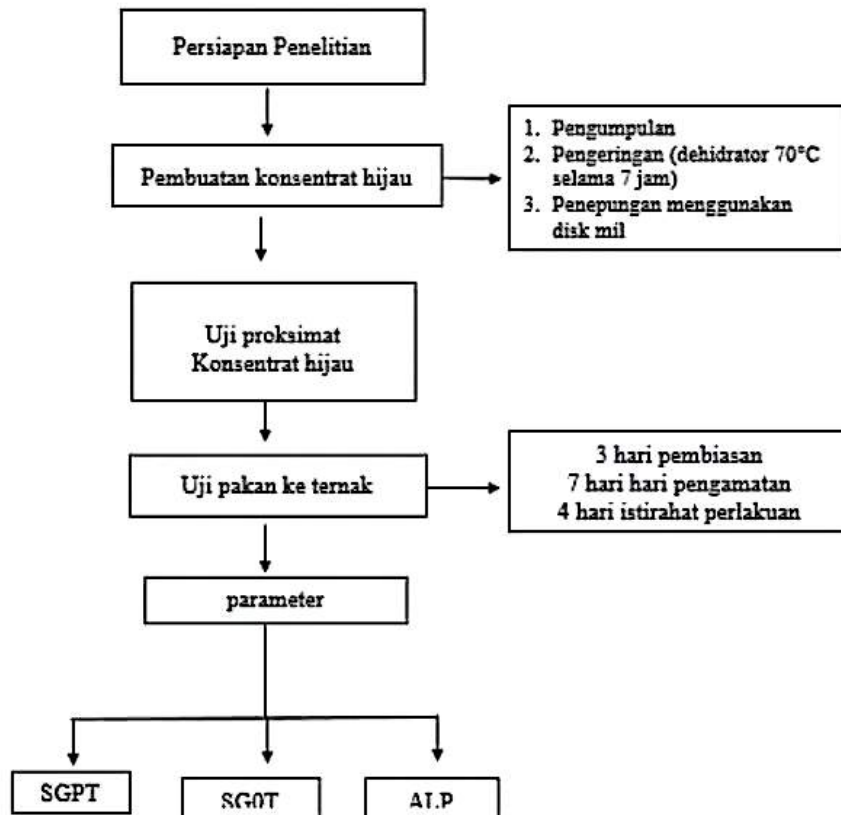 Persiapan Penelitian
Pembuatan konsentrat hijau
1. Pengumpulan
2. Pengeringan (dehidrator 70°C
selama 7 jam)
3. Penepungan menggunakan
disk mil
Uji proksimat
Konsentrat hijau
Uji pakan ke ternak
3 hari pembiasan
7 hari hari pengamatan
4 hari istirahat perlakuan
parameter
SGPT
SG0T
ALP